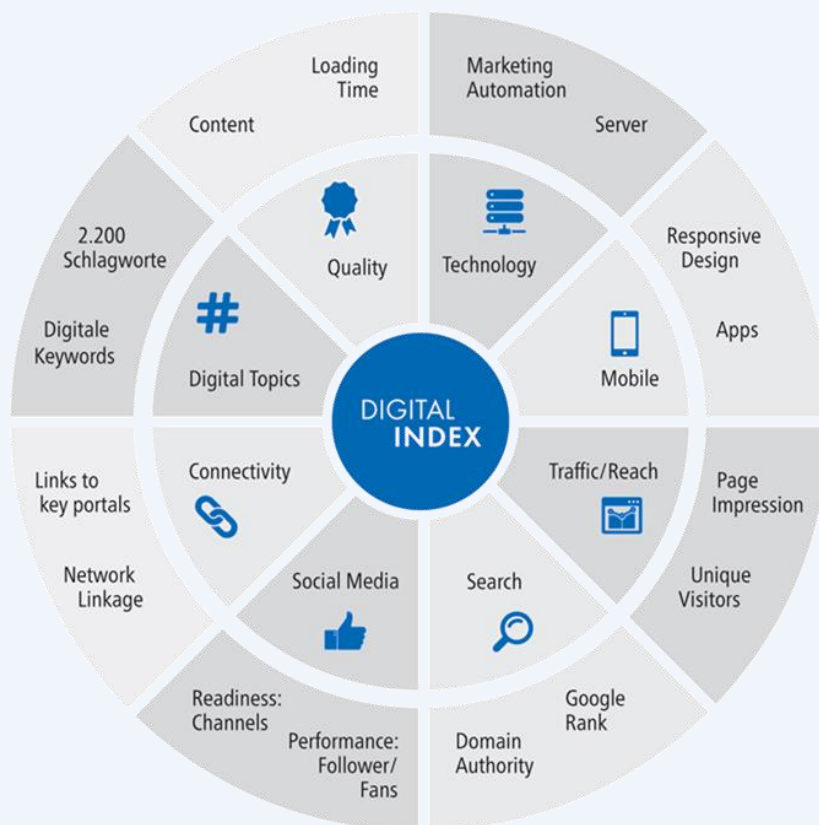 Loading
Time
Content
Marketing
Automation
Server
Quality
Technology
2.200
Schlagworte
Digitale
Keywords
Digital Topics
Responsive
Design
Apps
Mobile
DIGITAL
INDEX
Connectivity
Links to
key portals
Network
Linkage
Traffic/Reach
Page
Impression
Unique
Visitors
Social Media
Search
Readiness:
Channels
Performance:
Follower/
Fans
Google
Rank
Domain
Authority